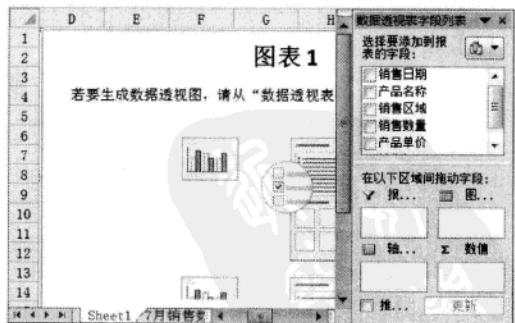 D E F G H
数据透视表字段列表
1
2
3
4
5
6
7
8
9
10
11
12
13
14
图表 1
若要生成数据透视图，请从“数据透视表
选择要添加到报
表的字段：
销售日期
产品名称
销售区域
销售数量
产品单价
在以下区域间拖动字段：
报... 图...
轴... Σ 数值
推... 更新
Sheet1 7月销售